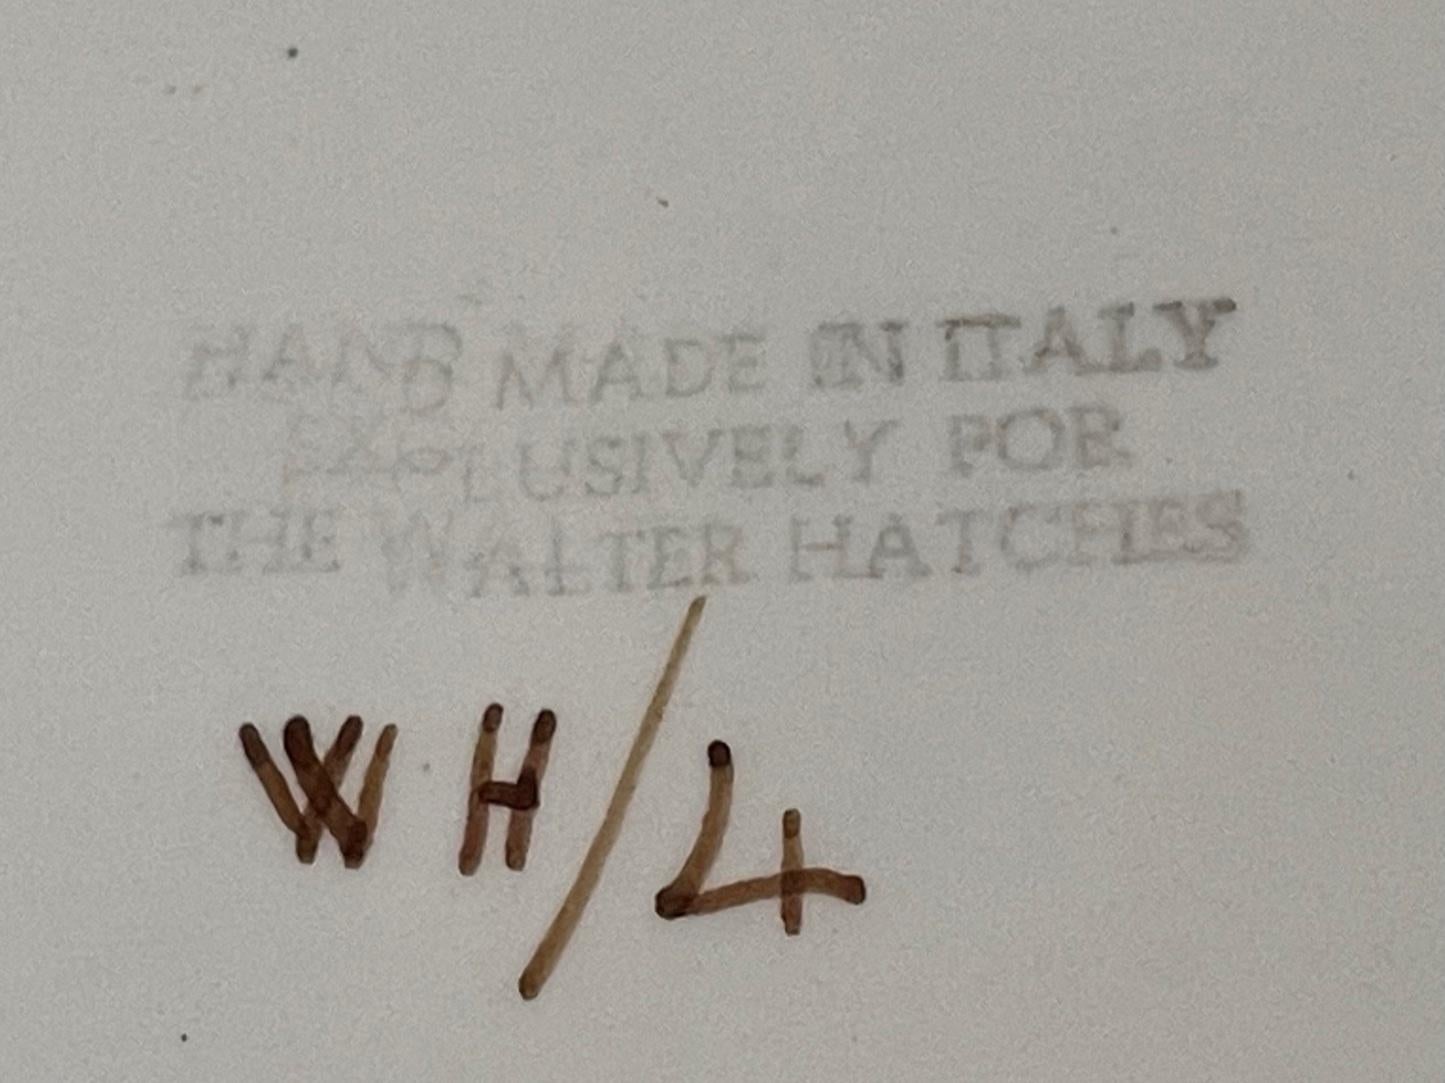 HAND MADE IN ITALY
EXCLUSIVELY FOR
THE WALTER HATCHES
WH/4